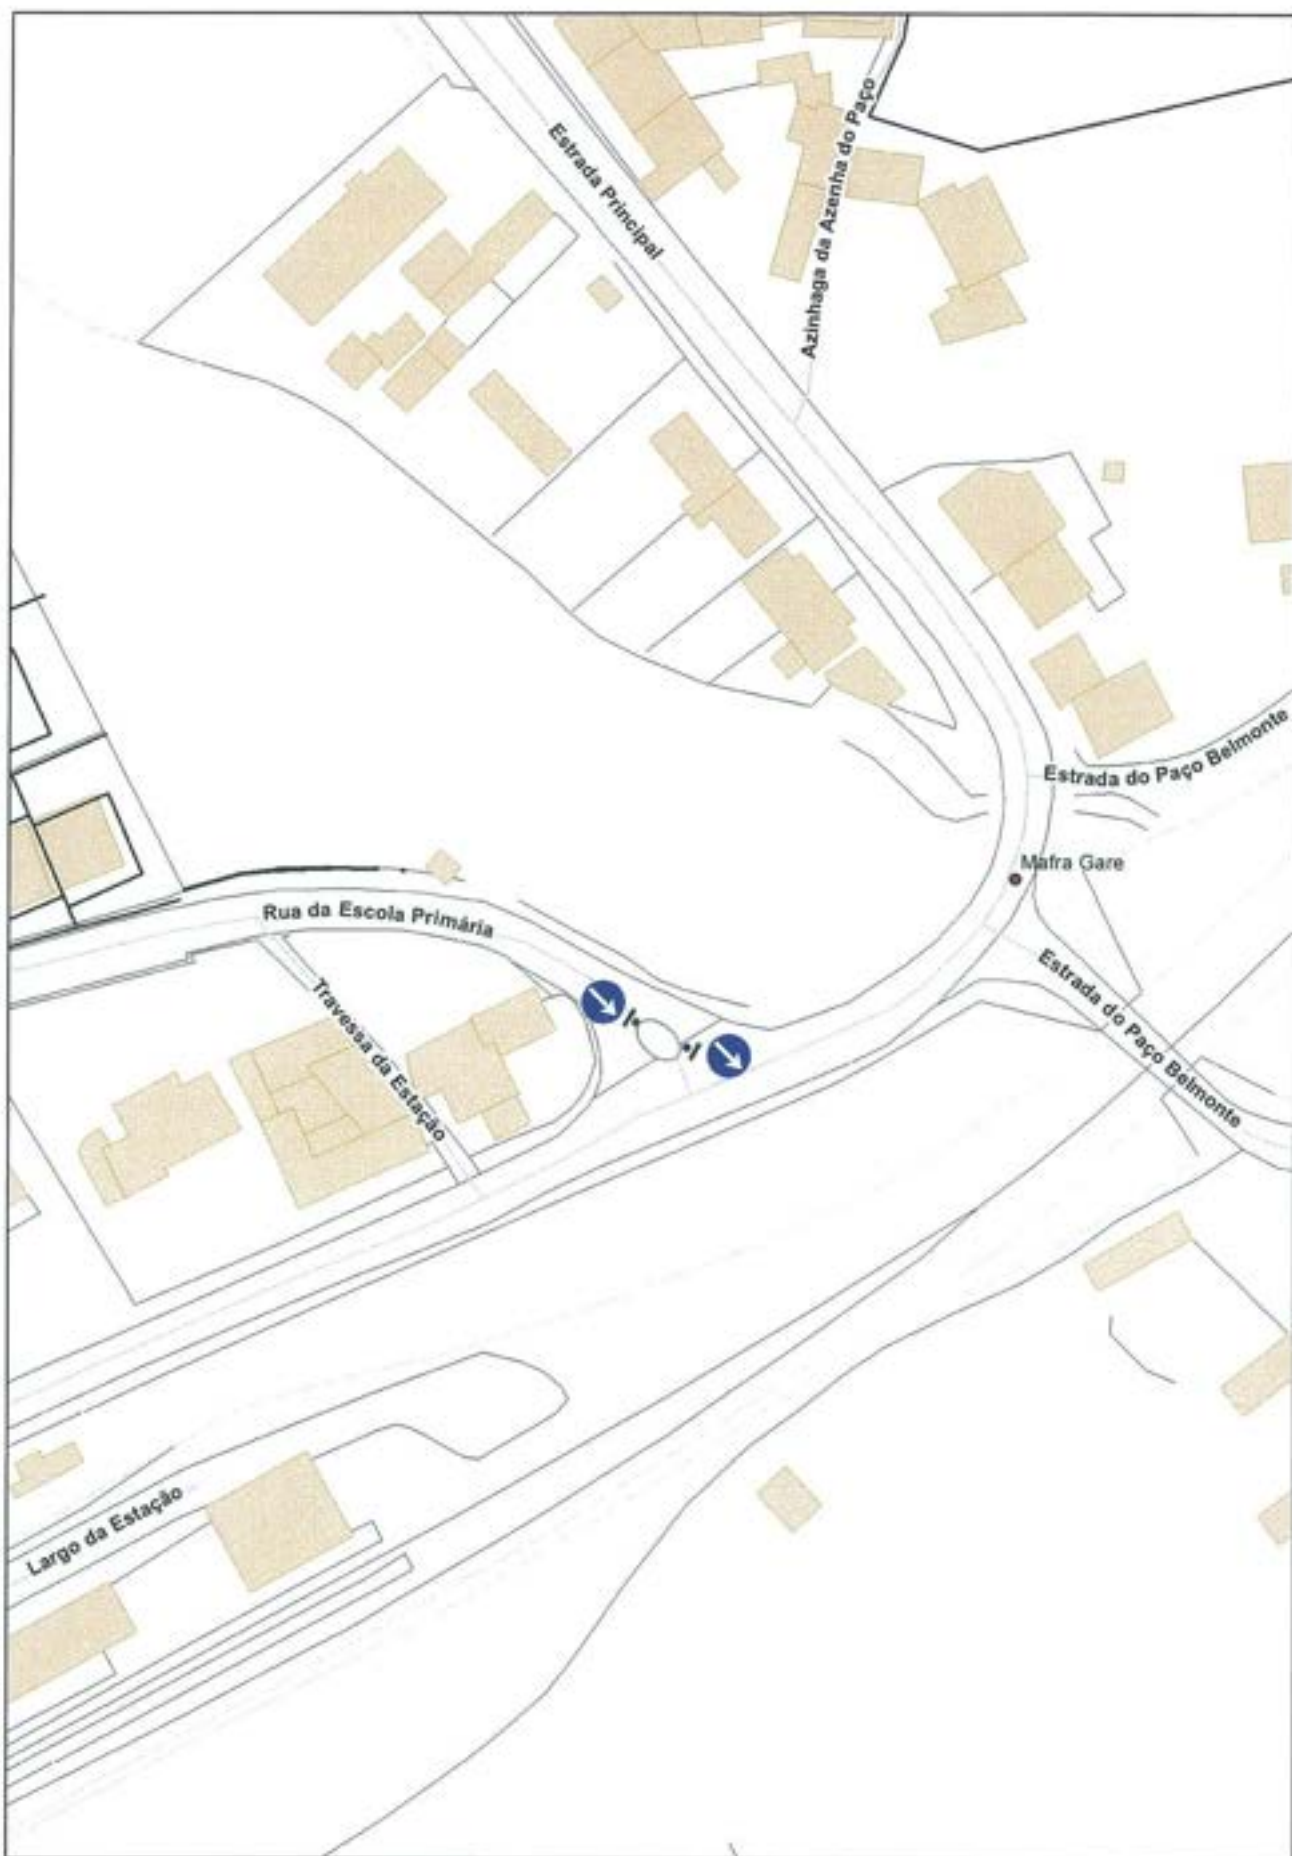 Estrada Principal
Azinhaga da Azenha do Paço
Estrada do Paço Belmonte
Mafra Gare
Rua da Escola Primária
Estrada do Paço Belmonte
Travessa da Estação
Largo da Estação